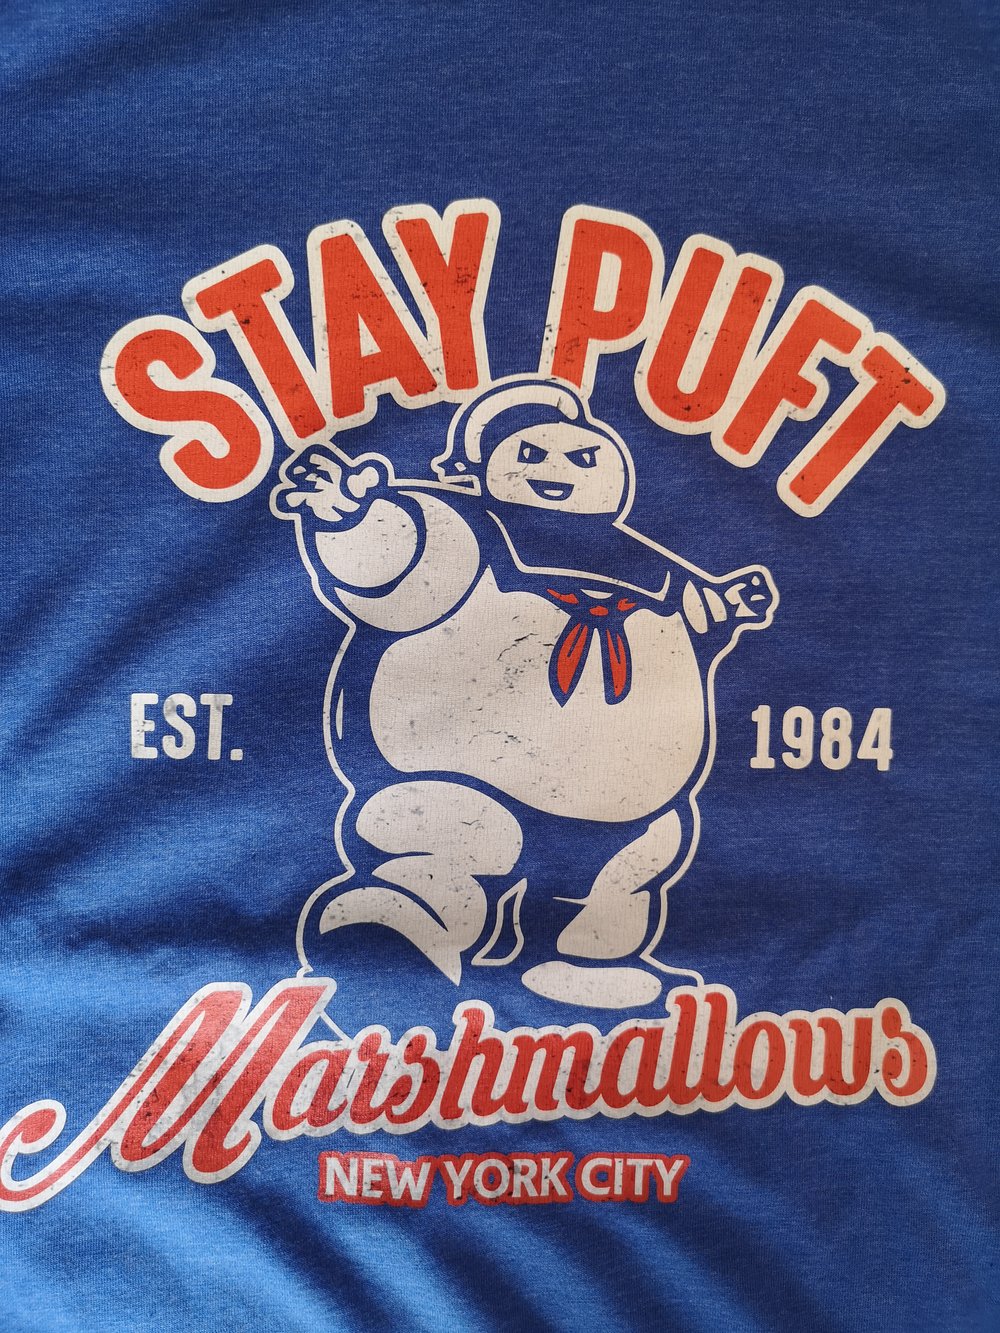 STAY PUFT
EST. 1984
Marshmallows
NEW YORK CITY